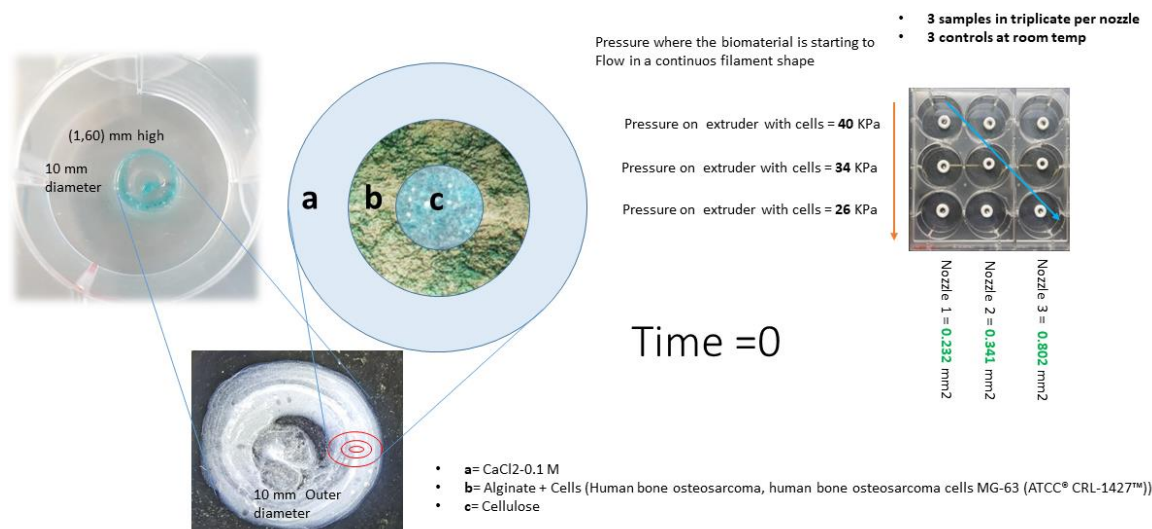 (1,60) mm high
10 mm
diameter
a
b
c
10 mm Outer
diameter
Pressure where the biomaterial is starting to
Flow in a continuos filament shape
• 3 samples in triplicate per nozzle
• 3 controls at room temp
Pressure on extruder with cells = 40 KPa
Pressure on extruder with cells = 34 KPa
Pressure on extruder with cells = 26 KPa
Nozzle 1 = 0.232 mm2
Nozzle 2 = 0.341 mm2
Nozzle 3 = 0.802 mm2
Time =0
• a= CaCl2-0.1 M
• b= Alginate + Cells (Human bone osteosarcoma, human bone osteosarcoma cells MG-63 (ATCC® CRL-1427™))
• c= Cellulose